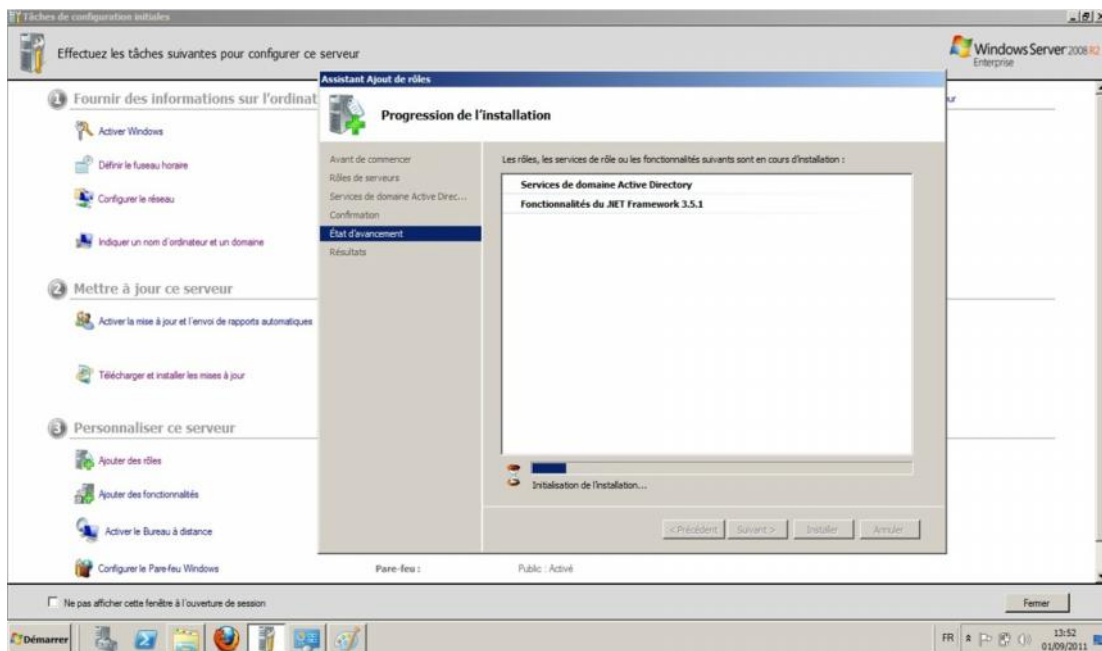 Tâches de configuration initiales
Effectuez les tâches suivantes pour configurer ce serveur
Windows Server 2008 R2
Enterprise
1 Fournir des informations sur l'ordinat
ur
Activer Windows
Définir le fuseau horaire
Configurer le réseau
Indiquer un nom d'ordinateur et un domaine
2 Mettre à jour ce serveur
Activer la mise à jour et l'envoi de rapports automatiques
Télécharger et installer les mises à jour
3 Personnaliser ce serveur
Ajouter des rôles
Ajouter des fonctionnalités
Activer le Bureau à distance
Configurer le Pare-feu Windows
Pare-feu : Public : Activé
Assistant Ajout de rôles
Progression de l'installation
Avant de commencer
Rôles de serveurs
Services de domaine Active Direc...
Confirmation
État d'avancement
Résultats
Les rôles, les services de rôle ou les fonctionnalités suivants sont en cours d'installation :
Services de domaine Active Directory
Fonctionnalités du .NET Framework 3.5.1
Initialisation de l'installation...
< Précédent Suivant > Installer Annuler
Ne pas afficher cette fenêtre à l'ouverture de session
Fermer
Démarrer
FR
13:52
01/09/2011